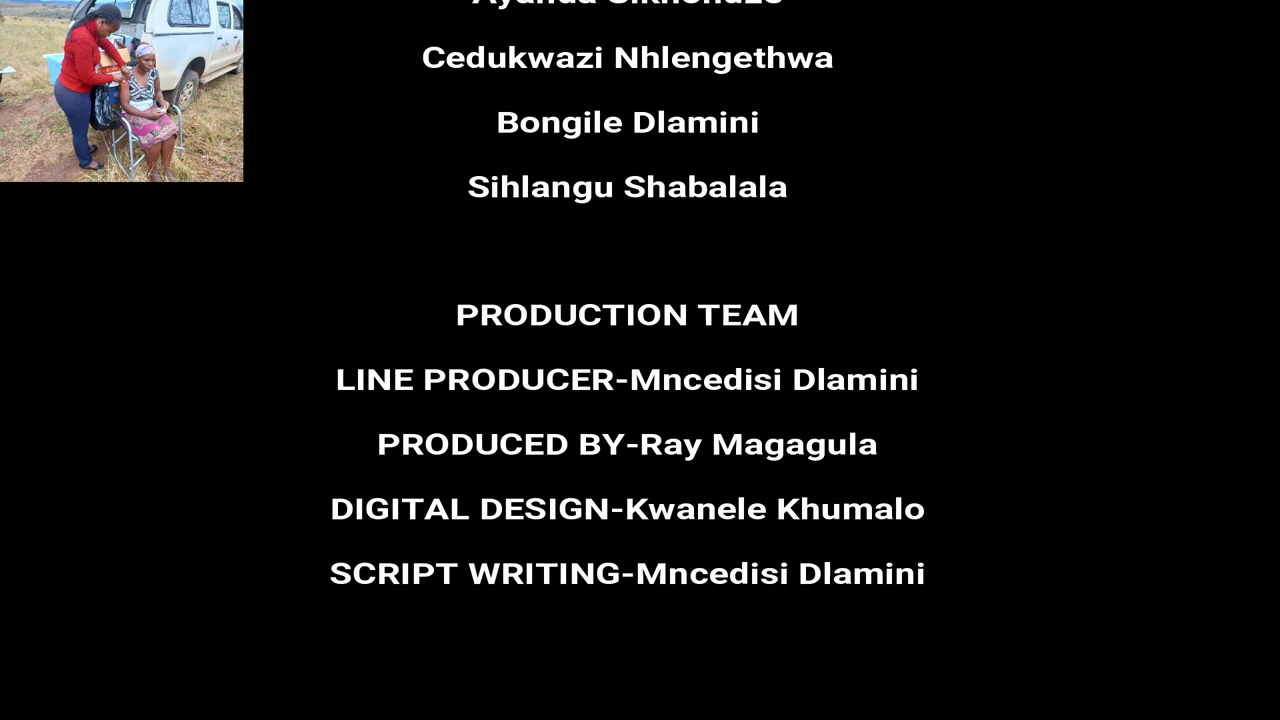 Cedukwazi Nhlengethwa
Bongile Dlamini
Sihlangu Shabalala
PRODUCTION TEAM
LINE PRODUCER-Mncedisi Dlamini
PRODUCED BY-Ray Magagula
DIGITAL DESIGN-Kwanele Khumalo
SCRIPT WRITING-Mncedisi Dlamini